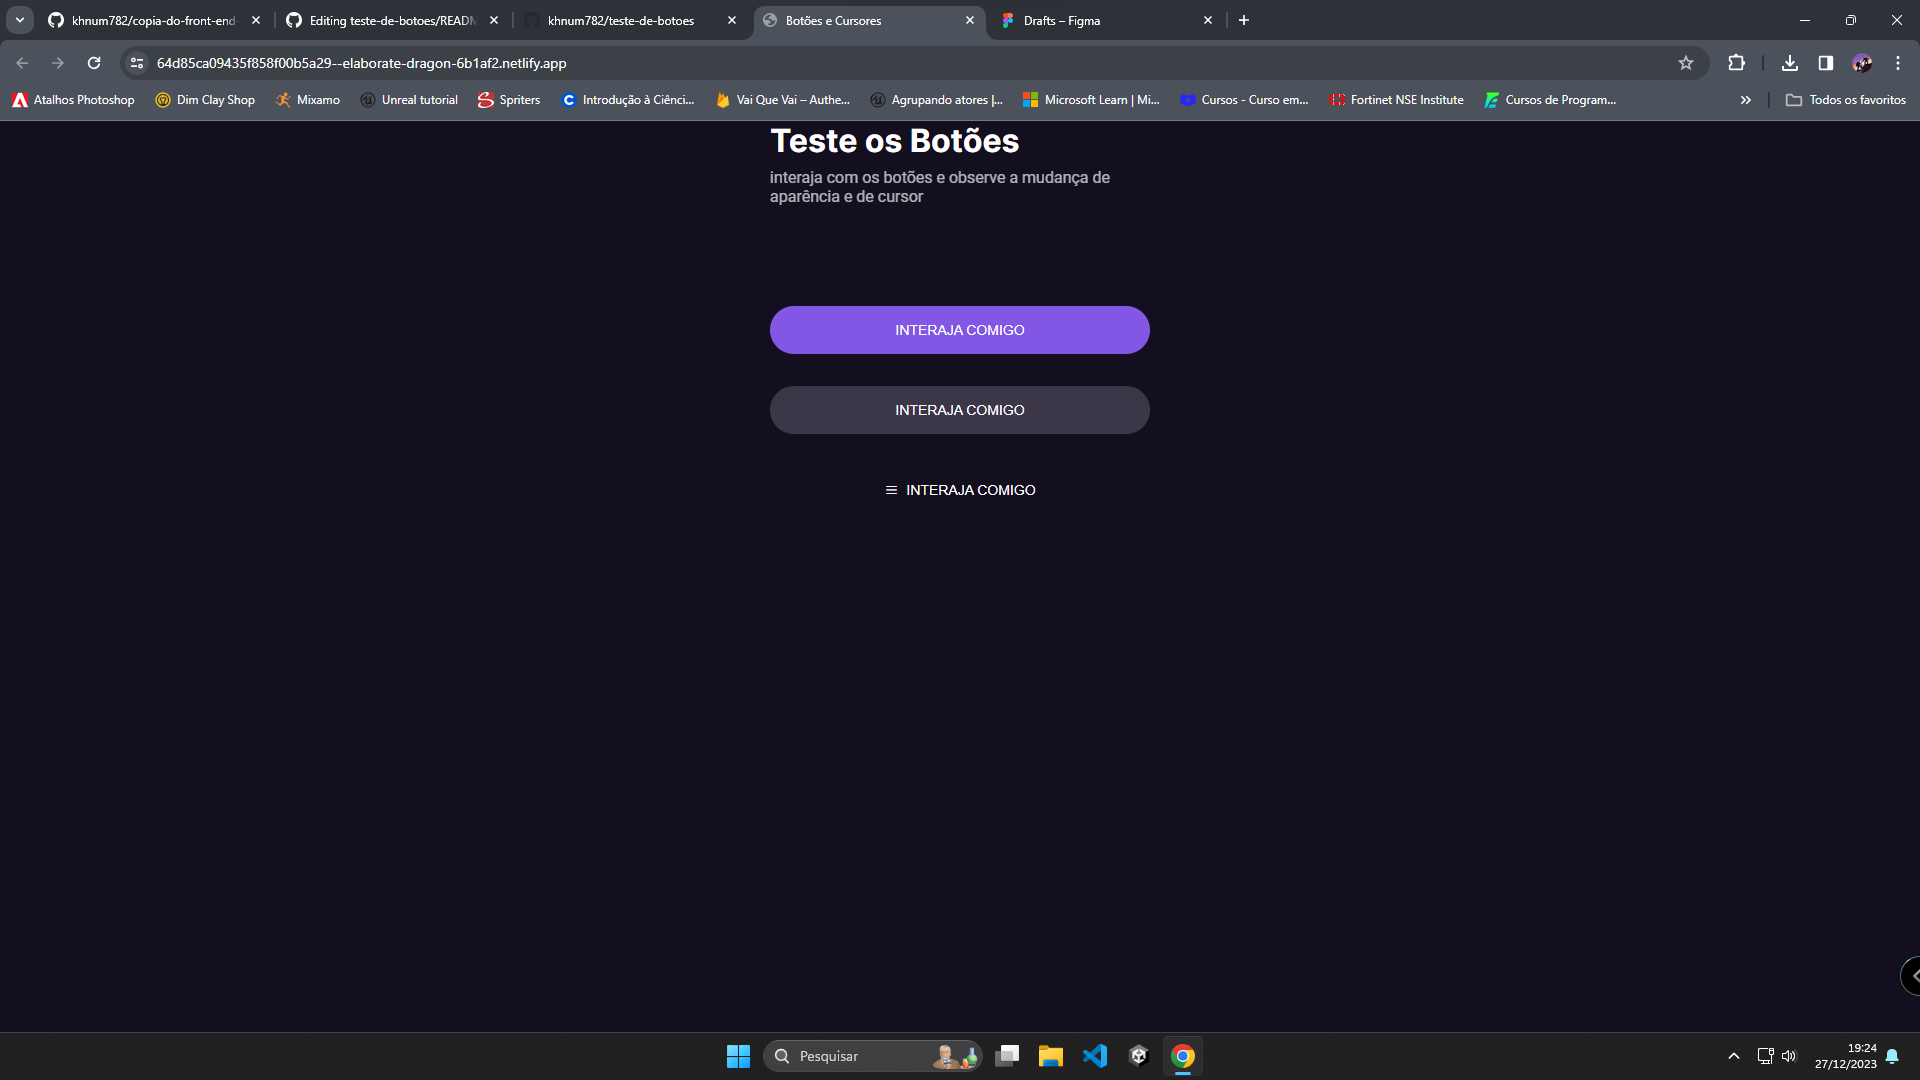 khnum782/copia-do-front-end-
Editing teste-de-botoes/READM
khnum782/teste-de-botoes
Botões e Cursores
Drafts – Figma
64d85ca09435f858f00b5a29--elaborate-dragon-6b1af2.netlify.app
Atalhos Photoshop
Dim Clay Shop
Mixamo
Unreal tutorial
Spriters
Introdução à Ciênci...
Vai Que Vai – Authe...
Agrupando atores |...
Microsoft Learn | Mi...
Cursos - Curso em...
Fortinet NSE Institute
Cursos de Program...
Todos os favoritos
Teste os Botões
interaja com os botões e observe a mudança de
aparência e de cursor
INTERAJA COMIGO
INTERAJA COMIGO
INTERAJA COMIGO
Pesquisar
19:24
27/12/2023